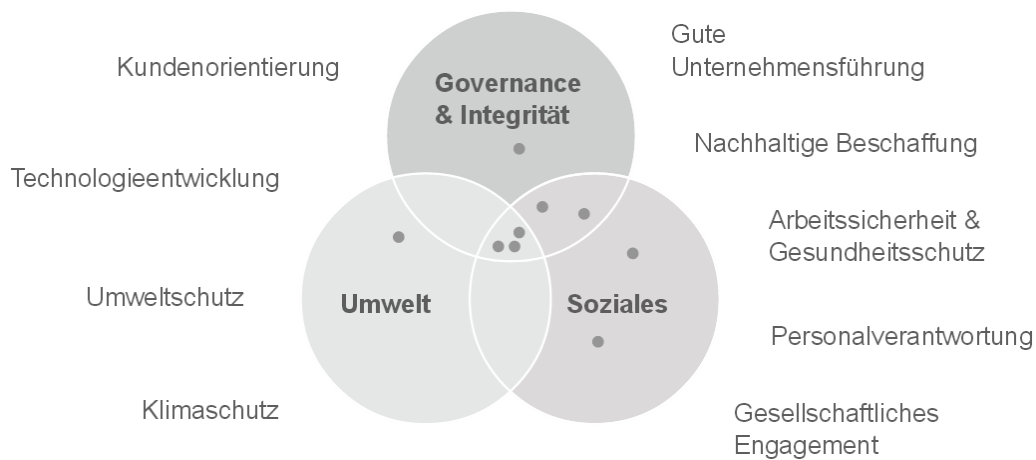 Kundenorientierung
Technologieentwicklung
Umweltschutz
Klimaschutz
Governance
& Integrität
Umwelt
Soziales
Gute
Unternehmensführung
Nachhaltige Beschaffung
Arbeitssicherheit &
Gesundheitsschutz
Personalverantwortung
Gesellschaftliches
Engagement